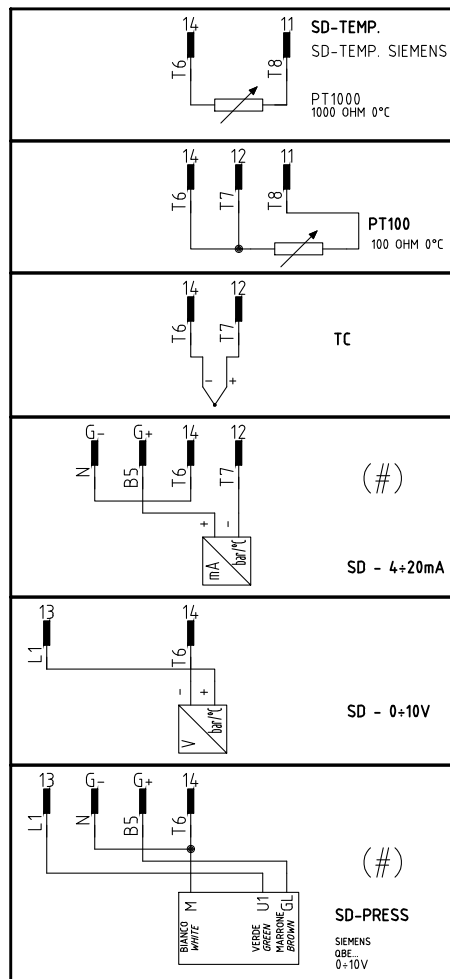 14 11 SD-TEMP.
SD-TEMP. SIEMENS
T6 T8
PT1000
1000 OHM 0°C
14 12 11
T6 T7 T8
PT100
100 OHM 0°C
14 12
T6 T7
TC
- +
G- G+ 14 12
N B5 T6 T7
(#)
+ -
mA bar/°C
SD - 4÷20mA
13 14
L1 T6
- +
V bar/°C
SD - 0÷10V
13 G- G+ 14
L1 N B5 T6
(#)
M U1 GL
BIANCO VERDE MARRONE
WHITE GREEN BROWN
SD-PRESS
SIEMENS
QBE...
0÷10V